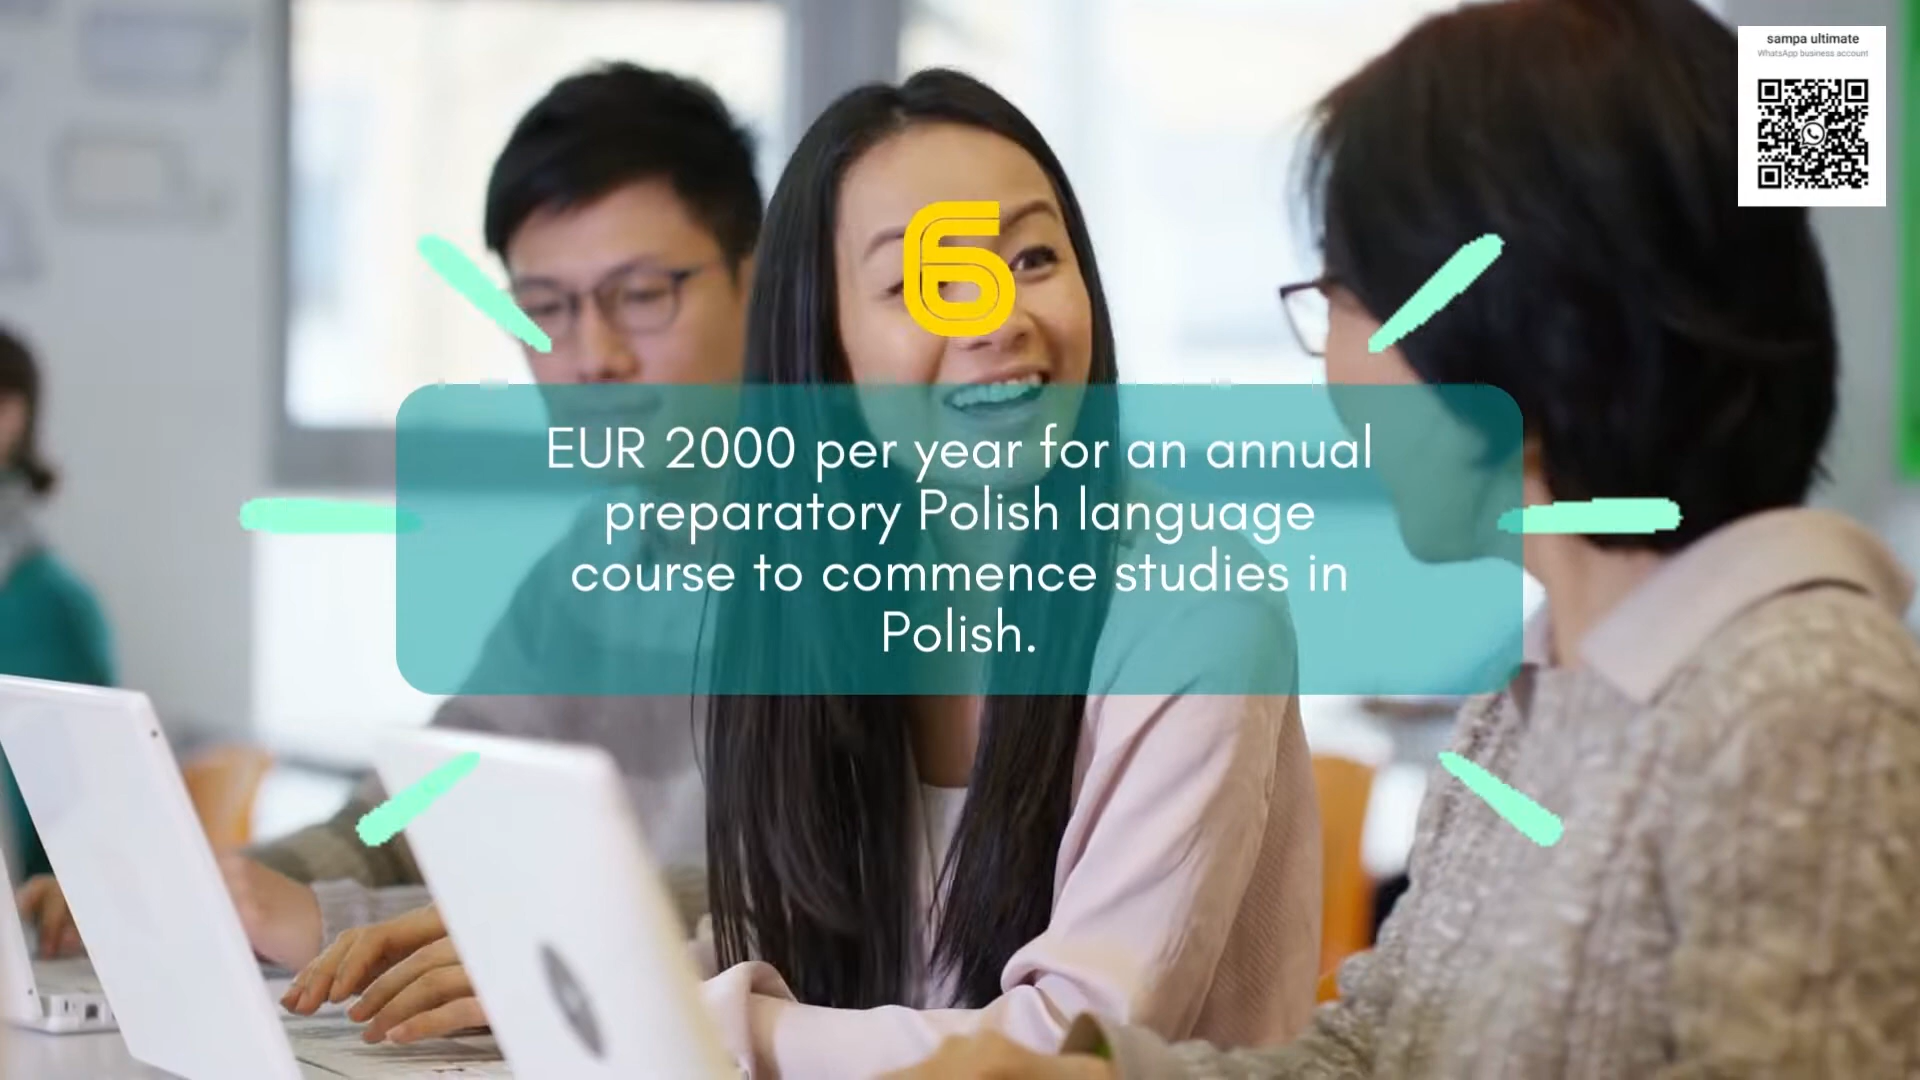 sampa ultimate
WhatsApp business account
6
EUR 2000 per year for an annual
preparatory Polish language
course to commence studies in
Polish.